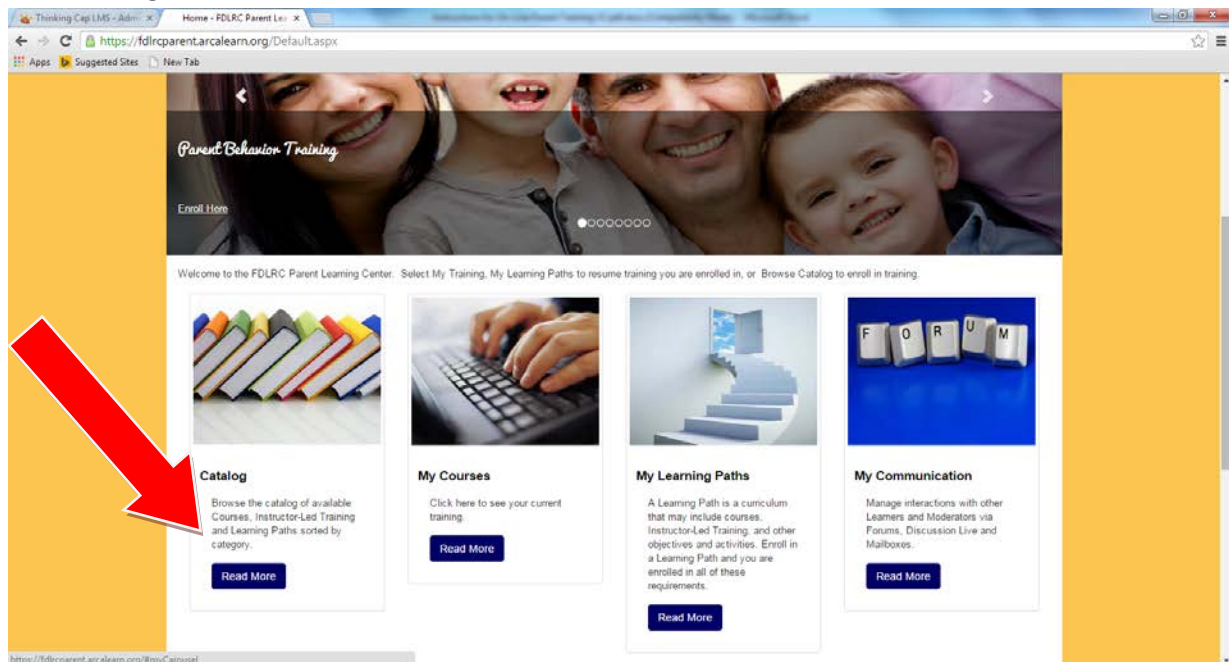 Thinking Cap LMS - Admi
Home - FDLRC Parent Lea
https://fdlrcparent.arcalearn.org/Default.aspx
Apps Suggested Sites New Tab
Parent Behavior Training
Enroll Here
Welcome to the FDLRC Parent Learning Center. Select My Training, My Learning Paths to resume training you are enrolled in, or Browse Catalog to enroll in training.
F O R U M
Catalog
Browse the catalog of available
Courses, Instructor-Led Training
and Learning Paths sorted by
category.
Read More
My Courses
Click here to see your current
training.
Read More
My Learning Paths
A Learning Path is a curriculum
that may include courses,
Instructor-Led Training, and other
objectives and activities. Enroll in
a Learning Path and you are
enrolled in all of these
requirements.
Read More
My Communication
Manage interactions with other
Learners and Moderators via
Forums, Discussion Live and
Mailboxes.
Read More
https://fdlrcparent.arcalearn.org/#myCarousel